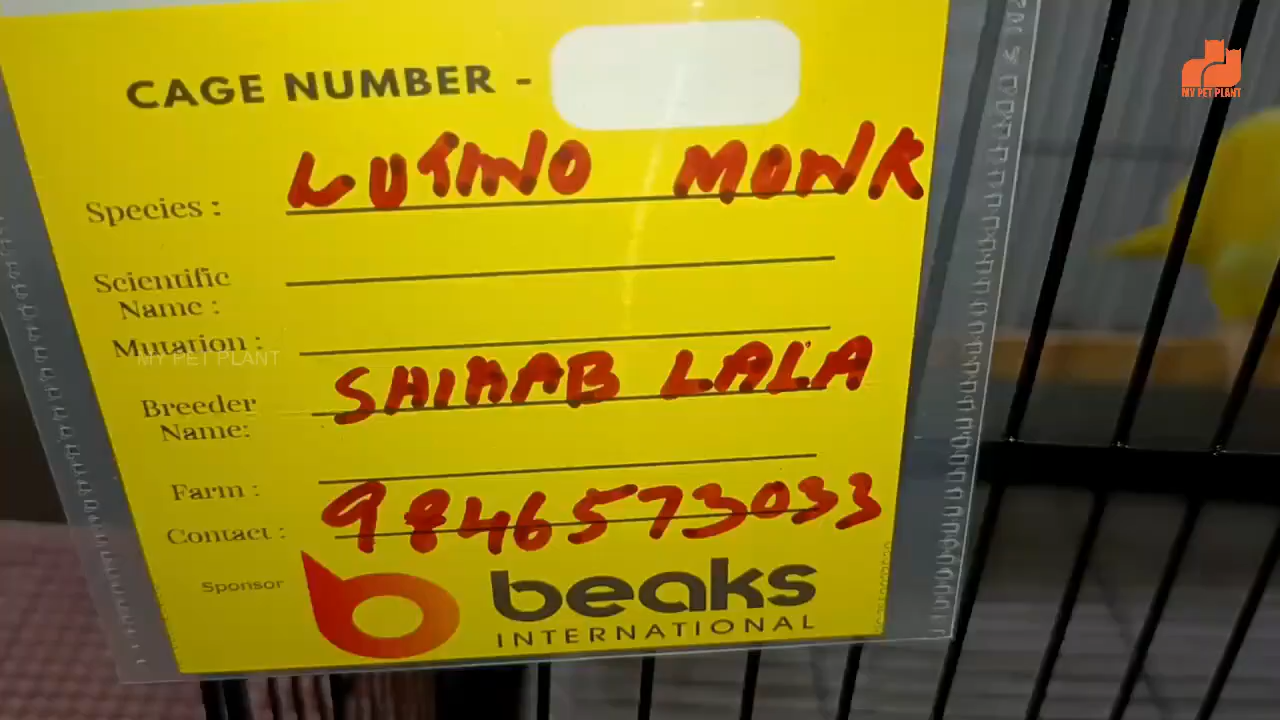 MY PET PLANT
CAGE NUMBER -
Species : LUTINO MONK
Scientific
Name :
Mutation :
MY PET PLANT
Breeder SHIHAB LALA
Name:
Farm :
Contact : 9846573033
Sponsor
beaks
INTERNATIONAL